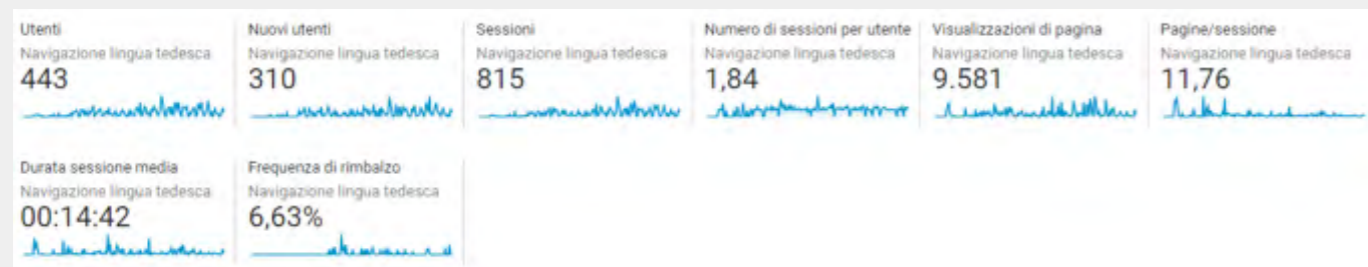 Utenti
Navigazione lingua tedesca
443
Nuovi utenti
Navigazione lingua tedesca
310
Sessioni
Navigazione lingua tedesca
815
Numero di sessioni per utente
Navigazione lingua tedesca
1,84
Visualizzazioni di pagina
Navigazione lingua tedesca
9.581
Pagine/sessione
Navigazione lingua tedesca
11,76
Durata sessione media
Navigazione lingua tedesca
00:14:42
Frequenza di rimbalzo
Navigazione lingua tedesca
6,63%